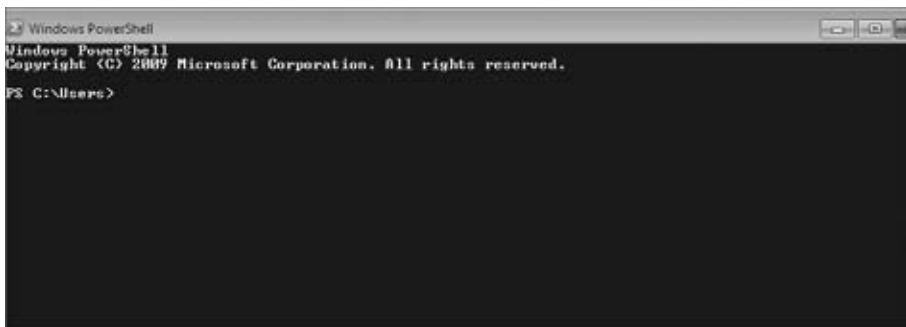 Windows PowerShell
Windows PowerShell
Copyright (C) 2009 Microsoft Corporation. All rights reserved.
PS C:\Users>